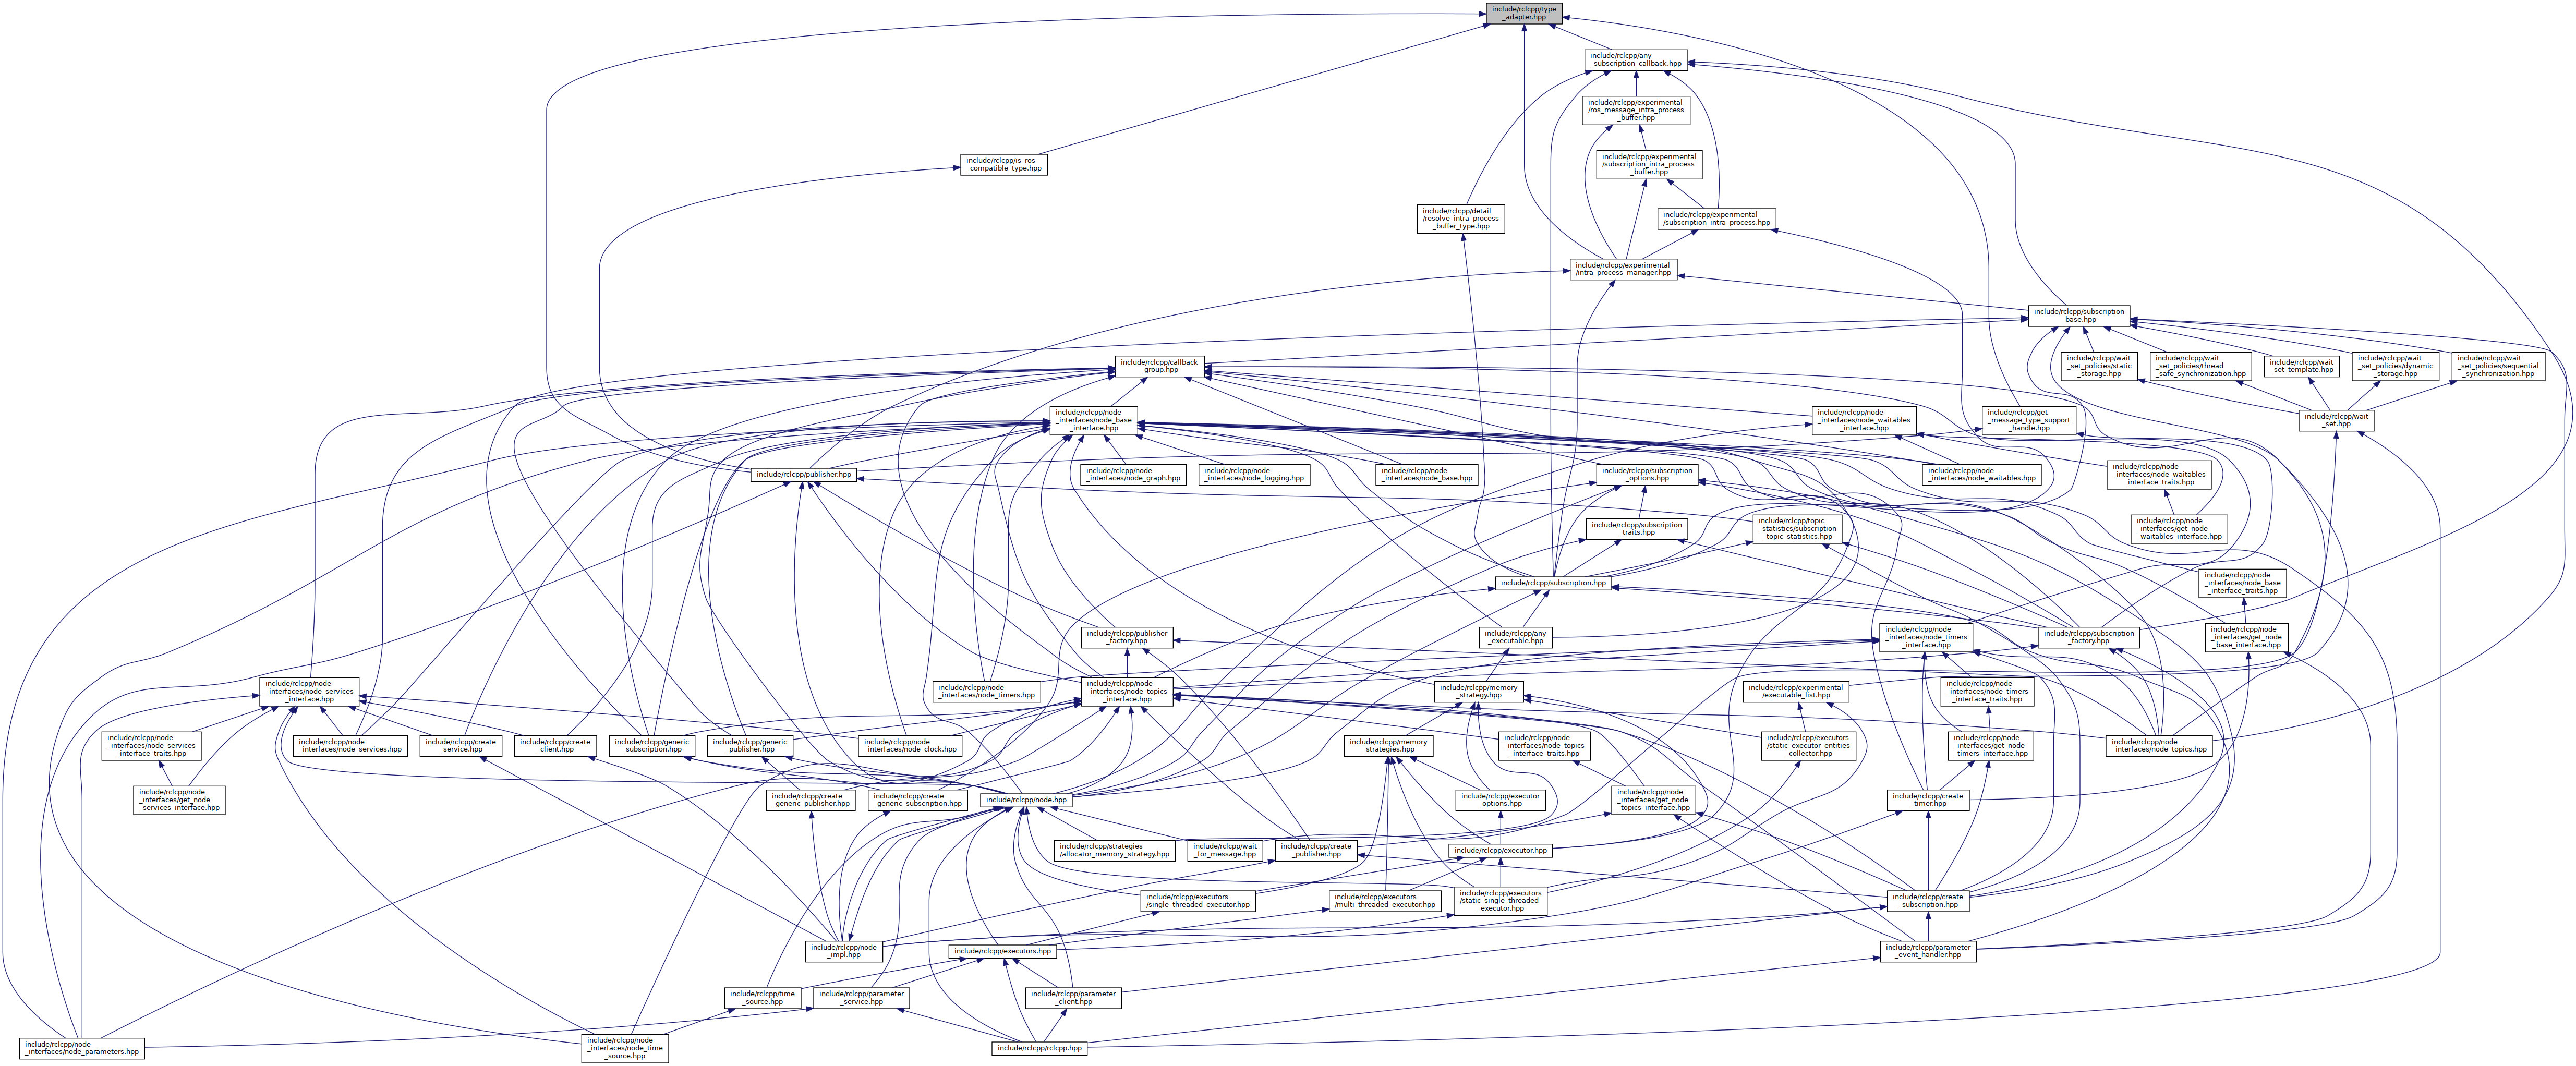 include/rclcpp/type
_adapter.hpp
include/rclcpp/any
_subscription_callback.hpp
include/rclcpp/experimental
/ros_message_intra_process
_buffer.hpp
include/rclcpp/is_ros
_compatible_type.hpp
include/rclcpp/experimental
/subscription_intra_process
_buffer.hpp
include/rclcpp/detail
/resolve_intra_process
_buffer_type.hpp
include/rclcpp/experimental
/subscription_intra_process.hpp
include/rclcpp/experimental
/intra_process_manager.hpp
include/rclcpp/subscription
_base.hpp
include/rclcpp/callback
_group.hpp
include/rclcpp/wait
_set_policies/static
_storage.hpp
include/rclcpp/wait
_set_policies/thread
_safe_synchronization.hpp
include/rclcpp/wait
_set_template.hpp
include/rclcpp/wait
_set_policies/dynamic
_storage.hpp
include/rclcpp/wait
_set_policies/sequential
_synchronization.hpp
include/rclcpp/node
_interfaces/node_base
_interface.hpp
include/rclcpp/node
_interfaces/node_waitables
_interface.hpp
include/rclcpp/get
_message_type_support
_handle.hpp
include/rclcpp/wait
_set.hpp
include/rclcpp/publisher.hpp
include/rclcpp/node
_interfaces/node_graph.hpp
include/rclcpp/node
_interfaces/node_logging.hpp
include/rclcpp/node
_interfaces/node_base.hpp
include/rclcpp/subscription
_options.hpp
include/rclcpp/node
_interfaces/node_waitables.hpp
include/rclcpp/node
_interfaces/node_waitables
_interface_traits.hpp
include/rclcpp/subscription
_traits.hpp
include/rclcpp/topic
_statistics/subscription
_topic_statistics.hpp
include/rclcpp/node
_interfaces/get_node
_waitables_interface.hpp
include/rclcpp/subscription.hpp
include/rclcpp/node
_interfaces/node_base
_interface_traits.hpp
include/rclcpp/publisher
_factory.hpp
include/rclcpp/any
_executable.hpp
include/rclcpp/node
_interfaces/node_timers
_interface.hpp
include/rclcpp/subscription
_factory.hpp
include/rclcpp/node
_interfaces/get_node
_base_interface.hpp
include/rclcpp/node
_interfaces/node_services
_interface.hpp
include/rclcpp/node
_interfaces/node_timers.hpp
include/rclcpp/node
_interfaces/node_topics
_interface.hpp
include/rclcpp/memory
_strategy.hpp
include/rclcpp/experimental
/executable_list.hpp
include/rclcpp/node
_interfaces/node_timers
_interface_traits.hpp
include/rclcpp/node
_interfaces/node_services
_interface_traits.hpp
include/rclcpp/node
_interfaces/node_services.hpp
include/rclcpp/create
_service.hpp
include/rclcpp/create
_client.hpp
include/rclcpp/generic
_subscription.hpp
include/rclcpp/generic
_publisher.hpp
include/rclcpp/node
_interfaces/node_clock.hpp
include/rclcpp/memory
_strategies.hpp
include/rclcpp/node
_interfaces/node_topics
_interface_traits.hpp
include/rclcpp/executors
/static_executor_entities
_collector.hpp
include/rclcpp/node
_interfaces/get_node
_timers_interface.hpp
include/rclcpp/node
_interfaces/node_topics.hpp
include/rclcpp/node
_interfaces/get_node
_services_interface.hpp
include/rclcpp/create
_generic_publisher.hpp
include/rclcpp/create
_generic_subscription.hpp
include/rclcpp/node.hpp
include/rclcpp/executor
_options.hpp
include/rclcpp/node
_interfaces/get_node
_topics_interface.hpp
include/rclcpp/create
_timer.hpp
include/rclcpp/strategies
/allocator_memory_strategy.hpp
include/rclcpp/wait
_for_message.hpp
include/rclcpp/create
_publisher.hpp
include/rclcpp/executor.hpp
include/rclcpp/executors
/single_threaded_executor.hpp
include/rclcpp/executors
/multi_threaded_executor.hpp
include/rclcpp/executors
/static_single_threaded
_executor.hpp
include/rclcpp/create
_subscription.hpp
include/rclcpp/node
_impl.hpp
include/rclcpp/executors.hpp
include/rclcpp/parameter
_event_handler.hpp
include/rclcpp/time
_source.hpp
include/rclcpp/parameter
_service.hpp
include/rclcpp/parameter
_client.hpp
include/rclcpp/node
_interfaces/node_parameters.hpp
include/rclcpp/node
_interfaces/node_time
_source.hpp
include/rclcpp/rclcpp.hpp